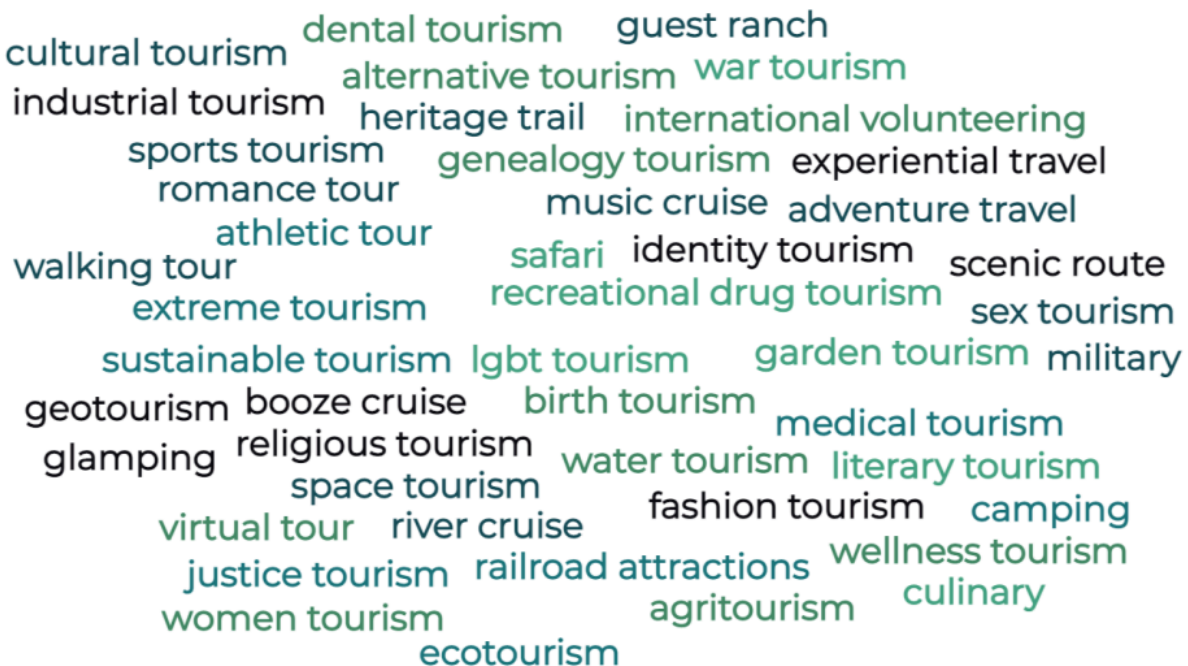 dental tourism
guest ranch
cultural tourism
alternative tourism
war tourism
industrial tourism
heritage trail
international volunteering
sports tourism
genealogy tourism
experiential travel
romance tour
music cruise
adventure travel
athletic tour
safari
identity tourism
scenic route
walking tour
recreational drug tourism
extreme tourism
sex tourism
sustainable tourism
lgbt tourism
garden tourism
military
geotourism
booze cruise
birth tourism
medical tourism
glamping
religious tourism
water tourism
literary tourism
space tourism
fashion tourism
camping
virtual tour
river cruise
wellness tourism
justice tourism
railroad attractions
culinary
women tourism
agritourism
ecotourism